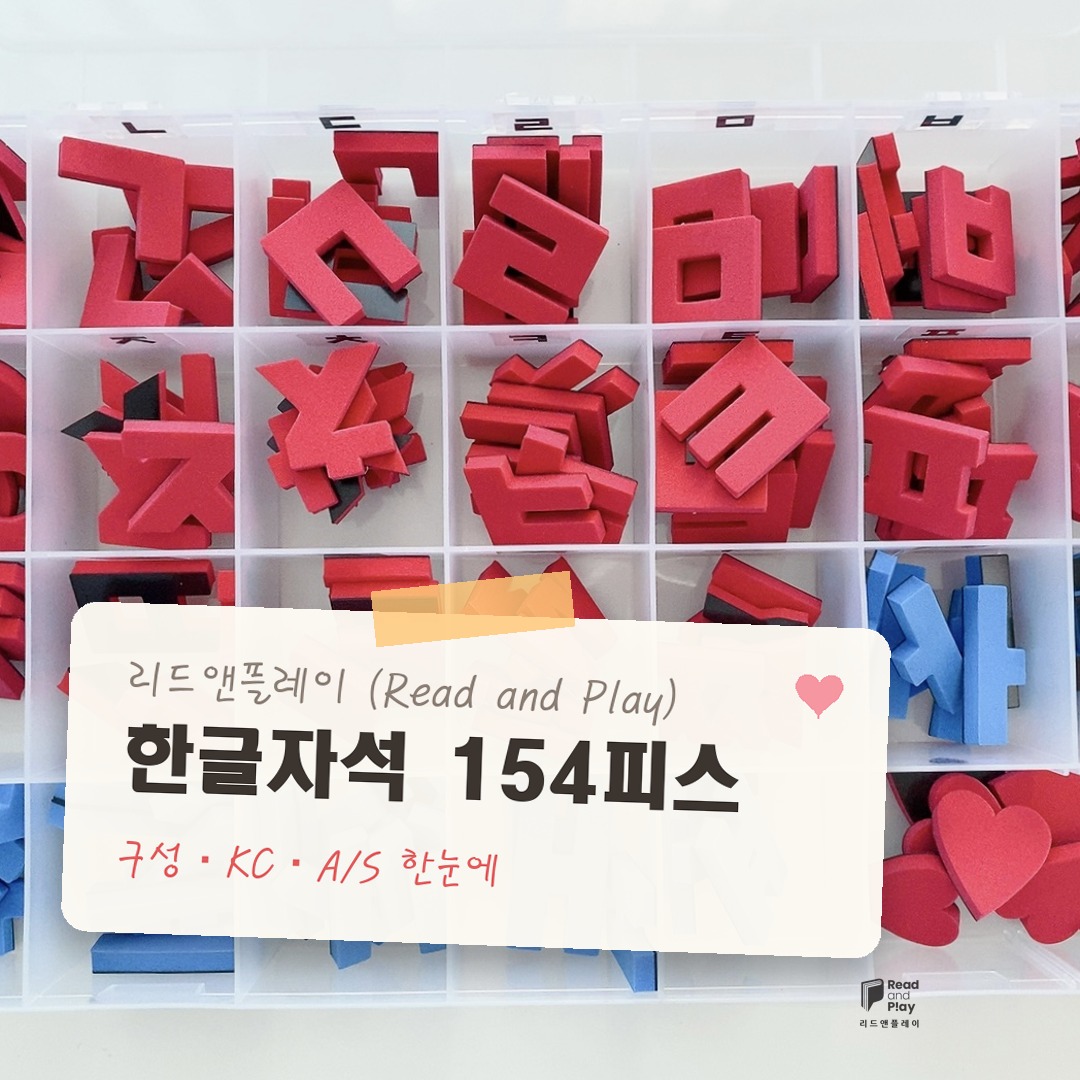 ㄴ ㄷ ㄹ ㅁ ㅂ
ㅈ ㅊ ㅋ ㅌ ㅍ
리드앤플레이 (Read and Play)
한글자석 154피스
구성 · KC · A/S 한눈에
Read
and
Play
리드앤플레이